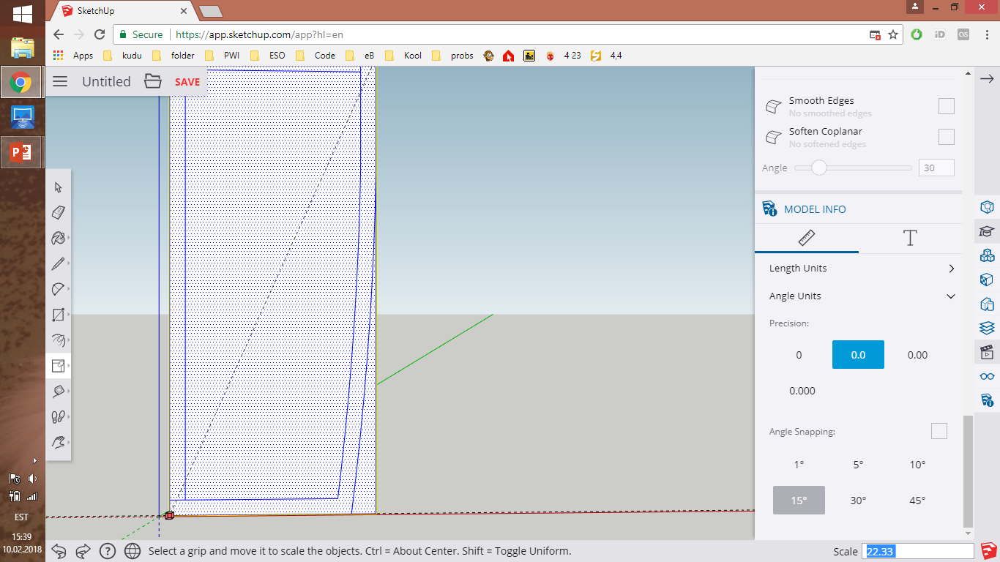 SketchUp
Secure https://app.sketchup.com/app?hl=en
Apps kudu folder PWI ESO Code eB Kool probs 4 23 4,4
Untitled SAVE
Smooth Edges
No smoothed edges
Soften Coplanar
No softened edges
Angle 30
MODEL INFO
Length Units
Angle Units
Precision:
0 0.0 0.00
0.000
Angle Snapping:
1° 5° 10°
15° 30° 45°
EST
15:39
10.02.2018
Select a grip and move it to scale the objects. Ctrl = About Center. Shift = Toggle Uniform.
Scale 22.33